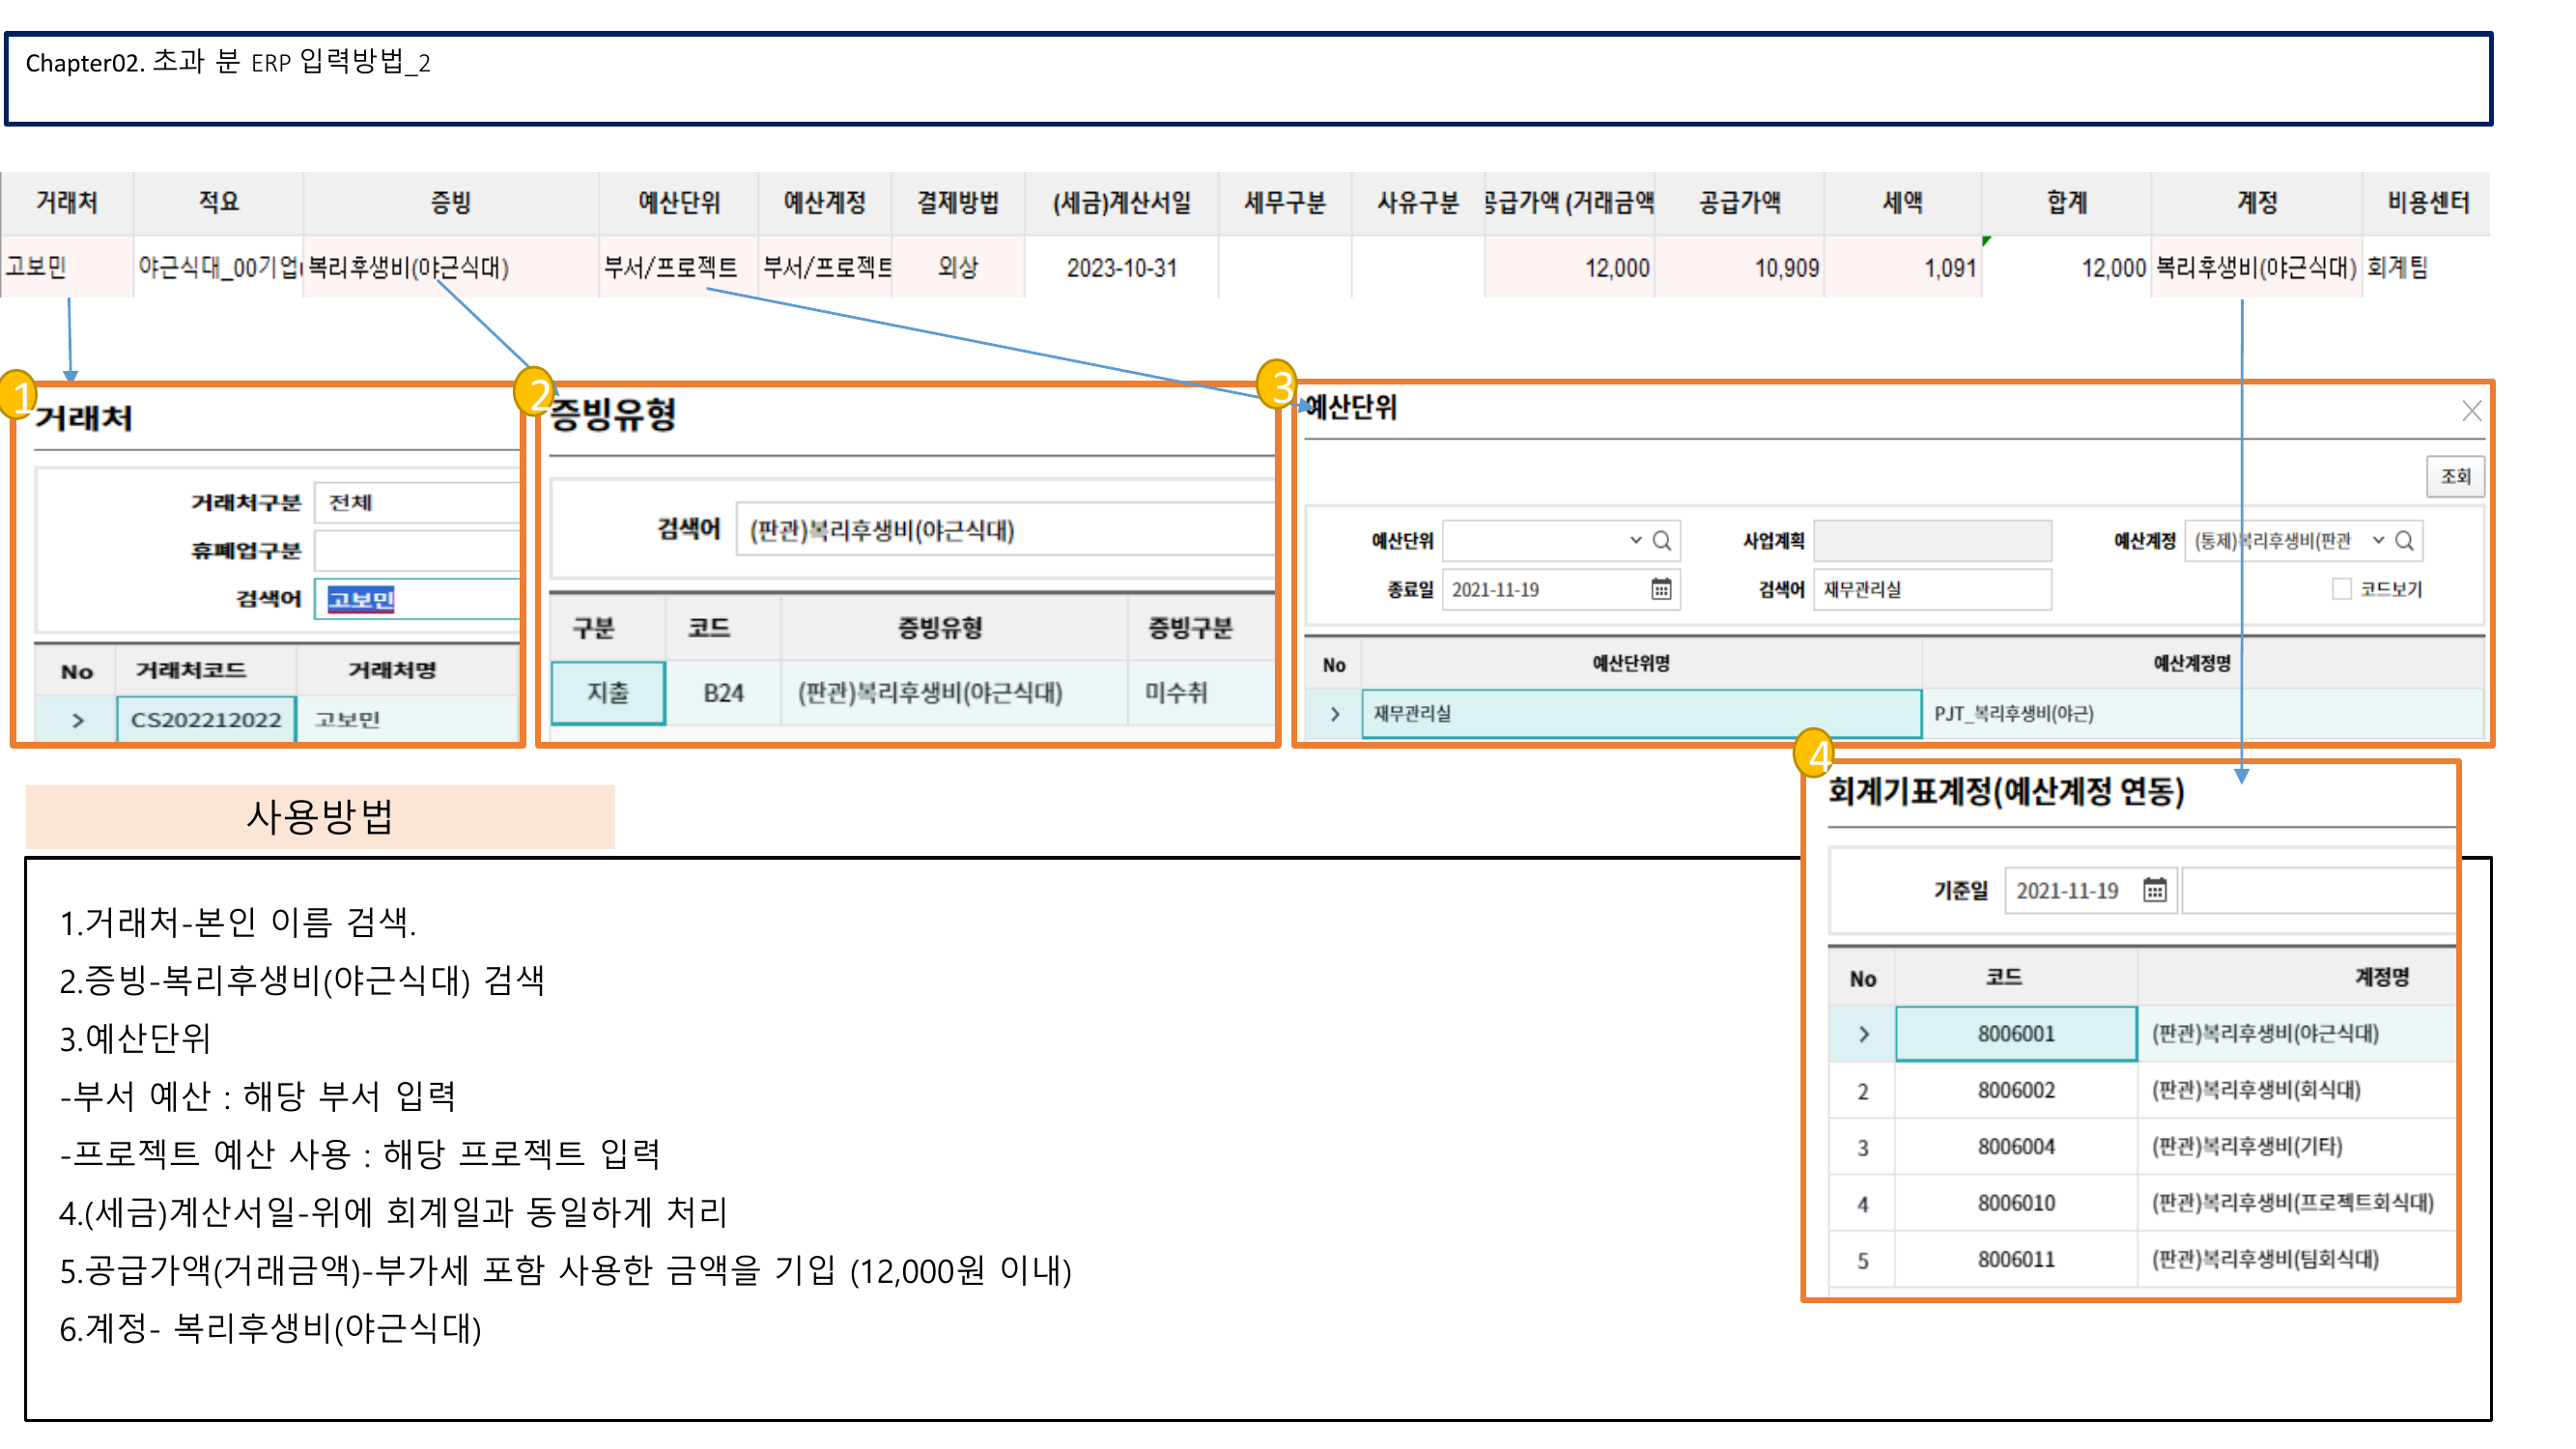 Chapter02. 초과 분 ERP 입력방법_2
거래처 적요 증빙 예산단위 예산계정 결제방법 (세금)계산서일 세무구분 사유구분 공급가액 (거래금액 공급가액 세액 합계 계정 비용센터
고보민 야근식대_00기업 복리후생비(야근식대) 부서/프로젝트 부서/프로젝트 외상 2023-10-31 12,000 10,909 1,091 12,000 복리후생비(야근식대) 회계팀
1
거래처
거래처구분 전체
휴폐업구분
검색어 고보민
No 거래처코드 거래처명
> CS202212022 고보민
2
증빙유형
검색어 (판관)복리후생비(야근식대)
구분 코드 증빙유형 증빙구분
지출 B24 (판관)복리후생비(야근식대) 미수취
3
예산단위
조회
예산단위 사업계획 예산계정 (통제)복리후생비(판관
종료일 2021-11-19 검색어 재무관리실 코드보기
No 예산단위명 예산계정명
> 재무관리실 PJT_복리후생비(야근)
4
회계기표계정(예산계정 연동)
기준일 2021-11-19
No 코드 계정명
> 8006001 (판관)복리후생비(야근식대)
2 8006002 (판관)복리후생비(회식대)
3 8006004 (판관)복리후생비(기타)
4 8006010 (판관)복리후생비(프로젝트회식대)
5 8006011 (판관)복리후생비(팀회식대)
사용방법
1.거래처-본인 이름 검색.
2.증빙-복리후생비(야근식대) 검색
3.예산단위
-부서 예산 : 해당 부서 입력
-프로젝트 예산 사용 : 해당 프로젝트 입력
4.(세금)계산서일-위에 회계일과 동일하게 처리
5.공급가액(거래금액)-부가세 포함 사용한 금액을 기입 (12,000원 이내)
6.계정- 복리후생비(야근식대)